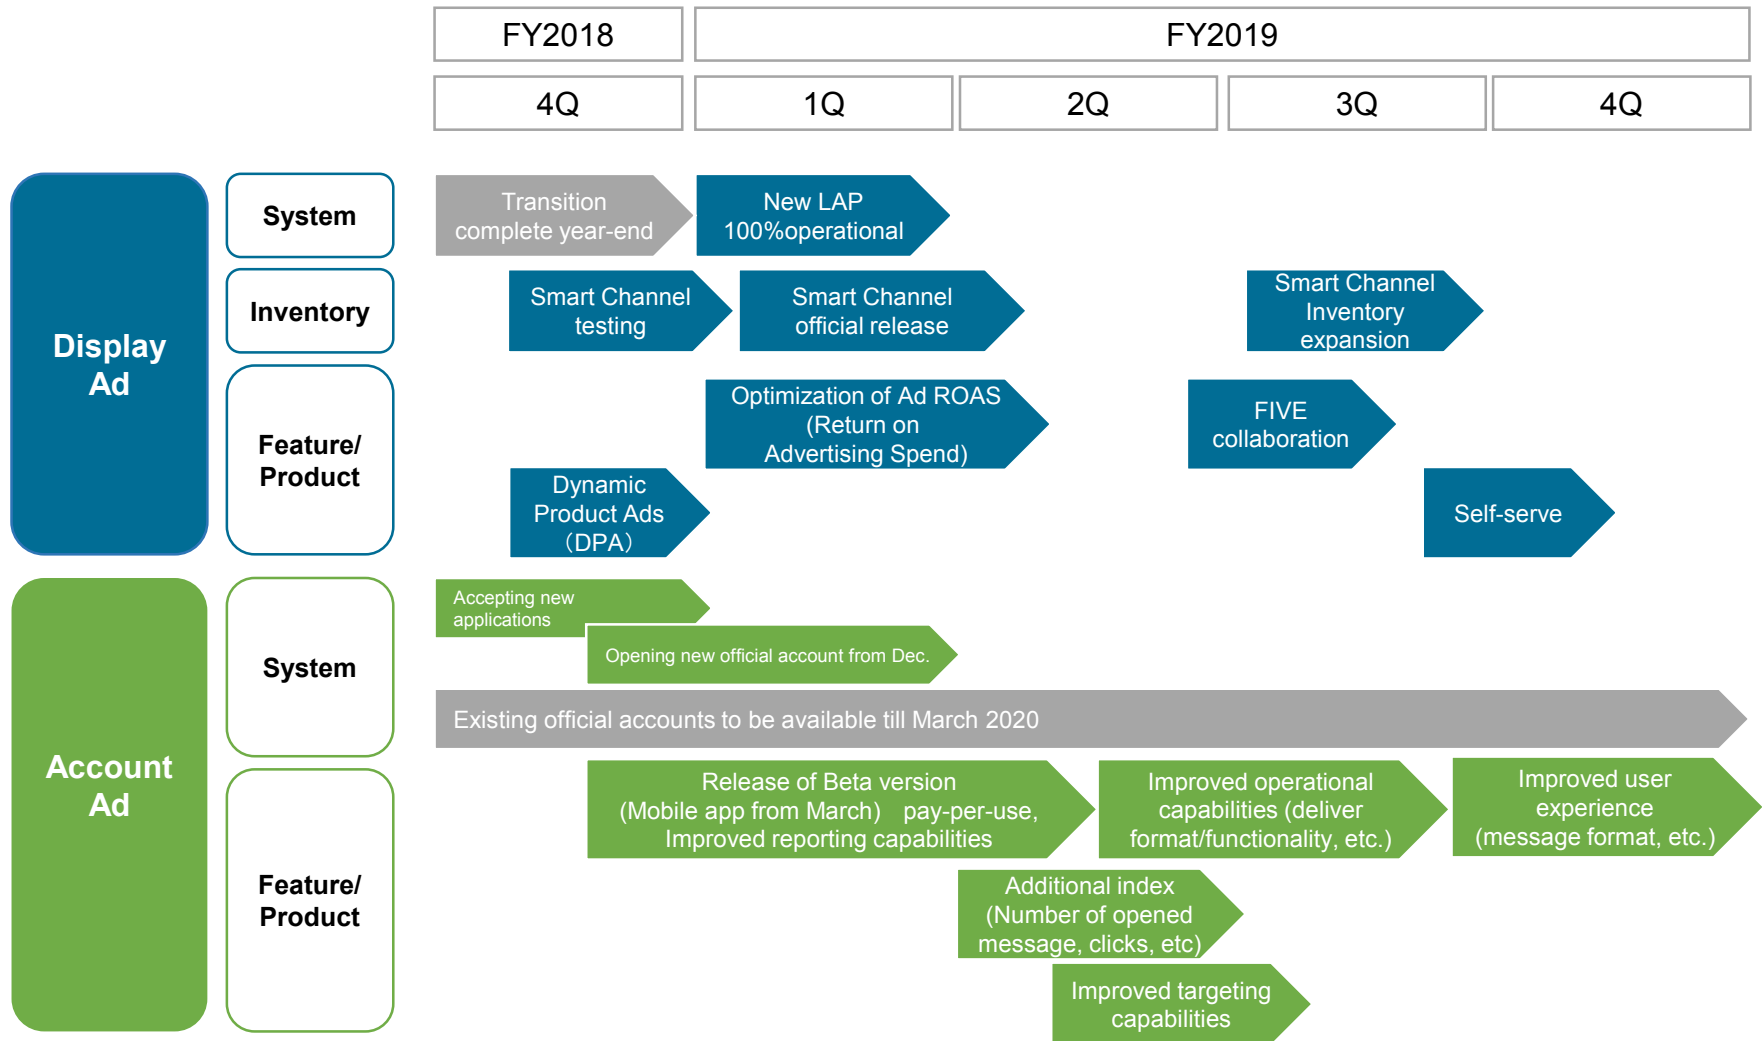 FY2018
FY2019
4Q
1Q
2Q
3Q
4Q
Display
Ad
System
Transition
complete year-end
New LAP
100%operational
Inventory
Smart Channel
testing
Smart Channel
official release
Smart Channel
Inventory
expansion
Feature/
Product
Optimization of Ad ROAS
(Return on
Advertising Spend)
FIVE
collaboration
Dynamic
Product Ads
（DPA）
Self-serve
Account
Ad
System
Accepting new
applications
Opening new official account from Dec.
Existing official accounts to be available till March 2020
Feature/
Product
Release of Beta version
(Mobile app from March) pay-per-use,
Improved reporting capabilities
Improved operational
capabilities (deliver
format/functionality, etc.)
Improved user
experience
(message format, etc.)
Additional index
(Number of opened
message, clicks, etc)
Improved targeting
capabilities